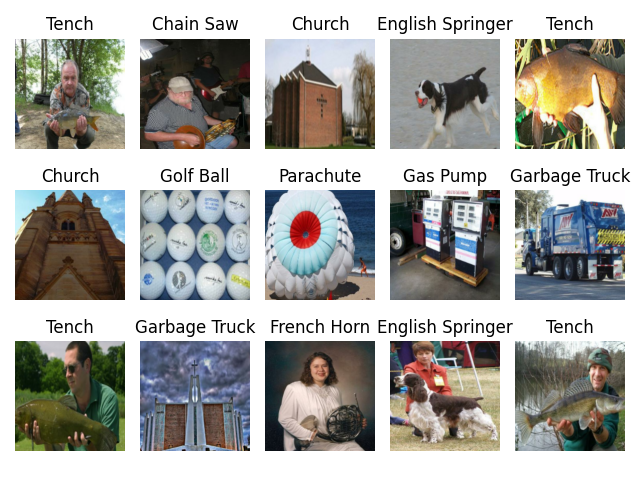 Tench
Chain Saw
Church
English Springer
Tench
Church
Golf Ball
Parachute
Gas Pump
Garbage Truck
Tench
Garbage Truck
French Horn
English Springer
Tench